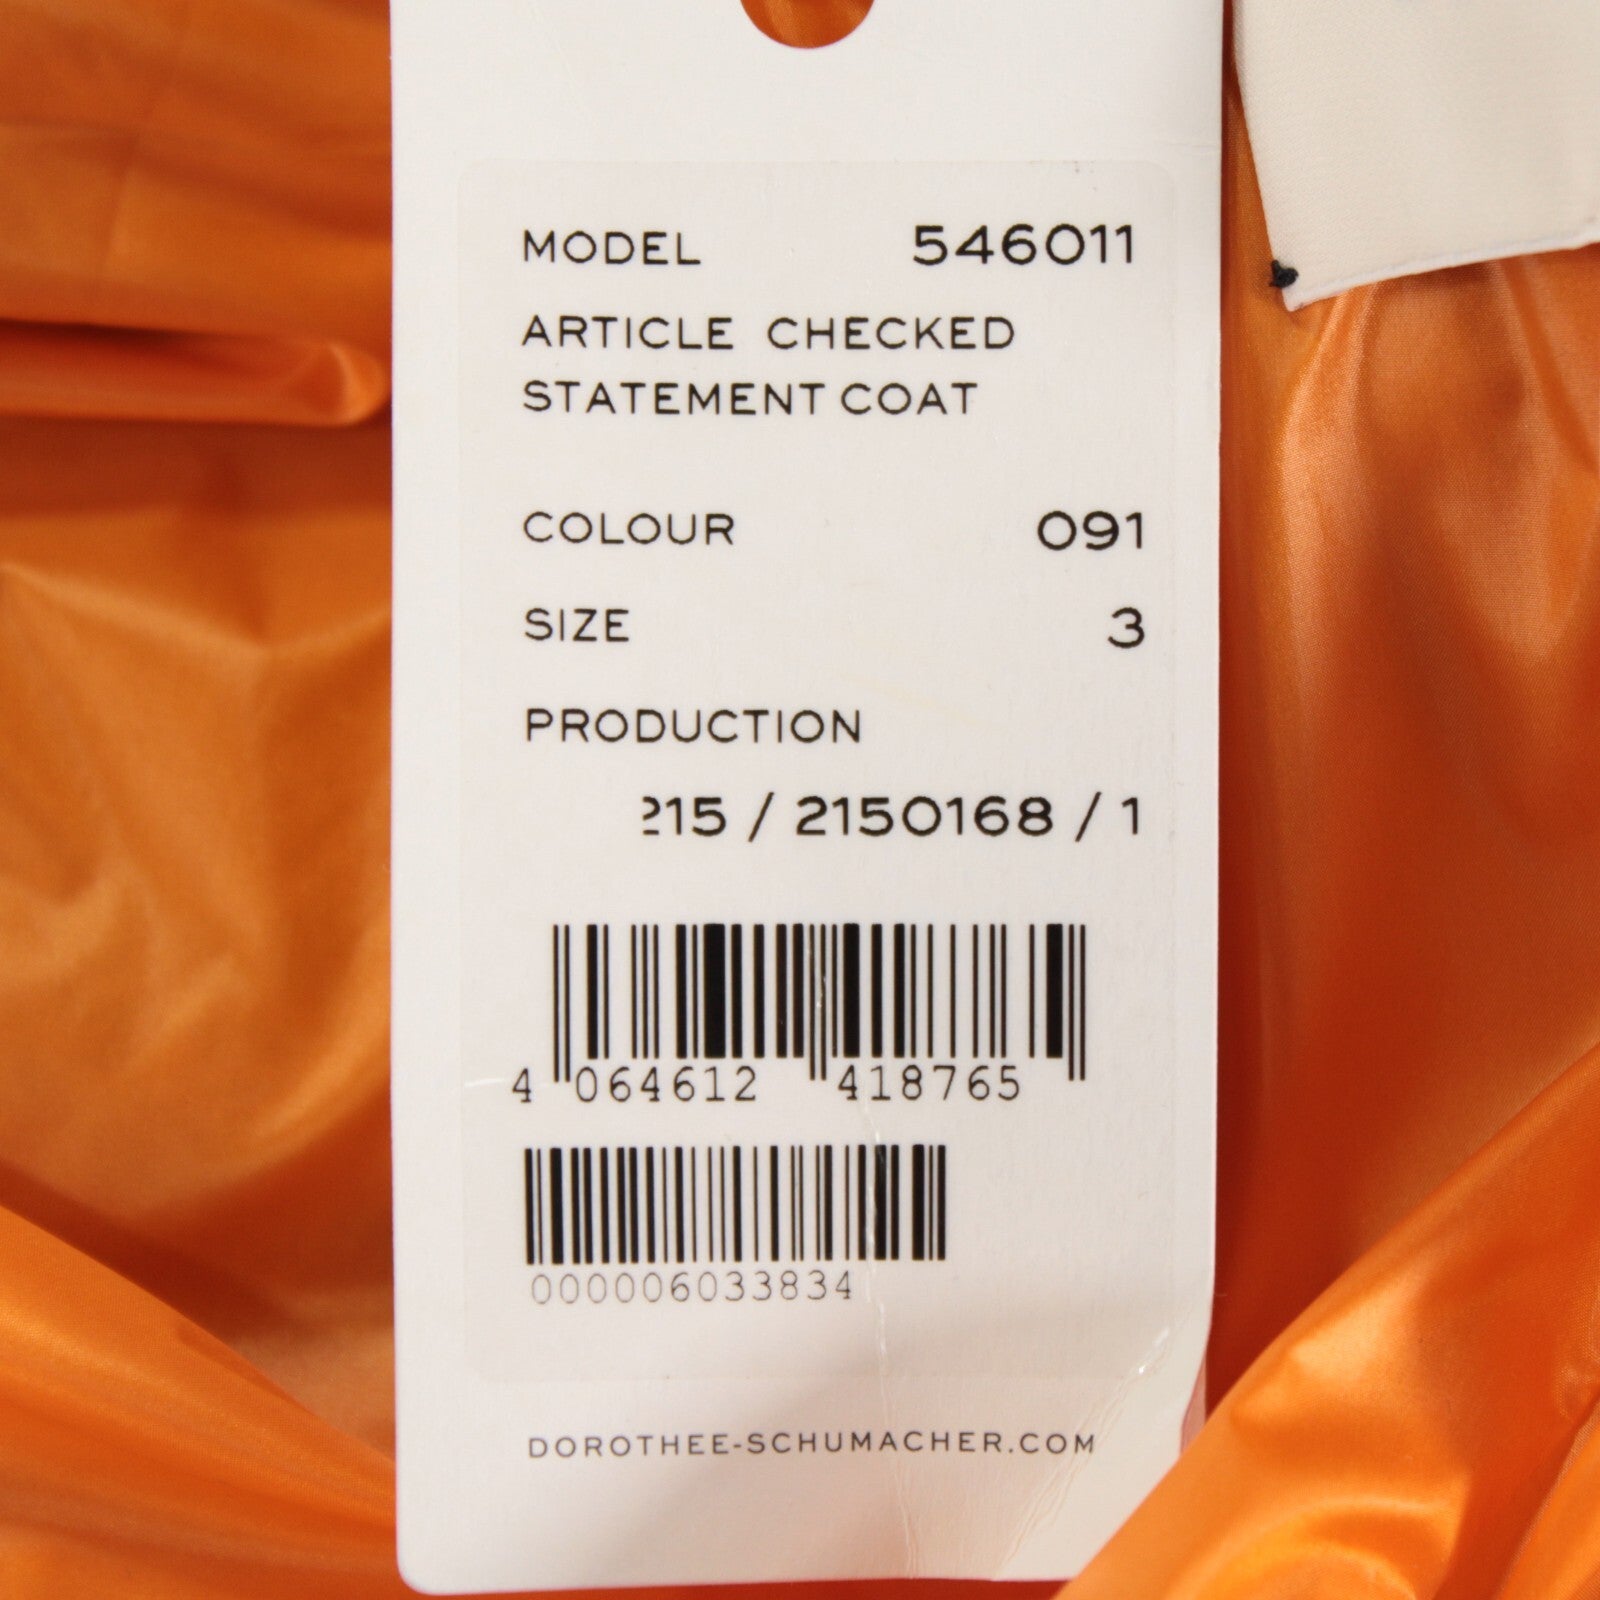 MODEL 546011
ARTICLE CHECKED
STATEMENT COAT
COLOUR 091
SIZE 3
PRODUCTION
215 / 2150168 / 1
4 064612 418765
000006033834
DOROTHEE-SCHUMACHER.COM